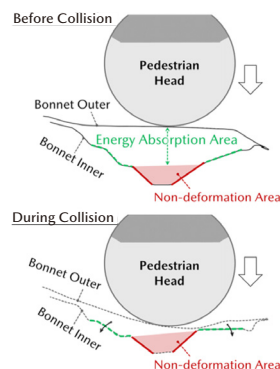 Before Collision
Pedestrian
Head
Bonnet Outer
Energy Absorption Area
Bonnet Inner
Non-deformation Area
During Collision
Pedestrian
Head
Bonnet Outer
Bonnet Inner
Non-deformation Area